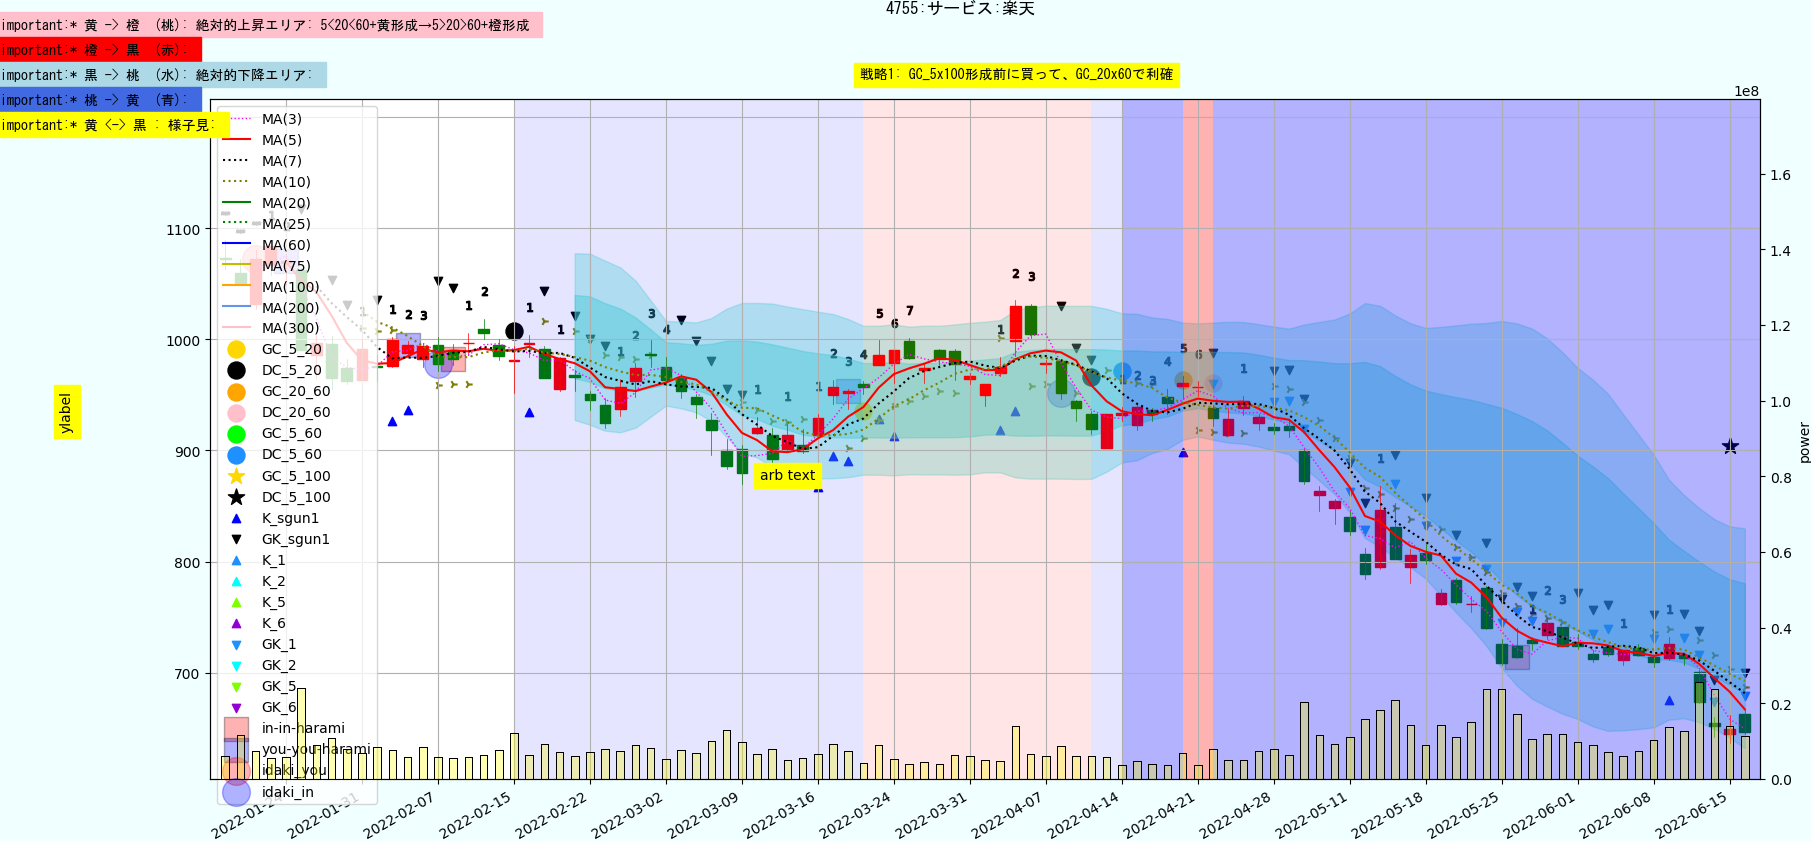 4755:サービス:楽天
important:* 黄 -> 橙 (桃): 絶対的上昇エリア: 5<20<60+黄形成→5>20>60+橙形成
important:* 橙 -> 黒 (赤):
important:* 黒 -> 桃 (水): 絶対的下降エリア:
戦略1: GC_5x100形成前に買って、GC_20x60で利確
important:* 桃 -> 黄 (青):
important:* 黄 <-> 黒 : 様子見:
1e8
MA(3)
MA(5)
MA(7)
MA(10)
MA(20)
MA(25)
MA(60)
MA(75)
MA(100)
MA(200)
MA(300)
GC_5_20
DC_5_20
GC_20_60
DC_20_60
GC_5_60
DC_5_60
GC_5_100
DC_5_100
K_sgun1
GK_sgun1
K_1
K_2
K_5
K_6
GK_1
GK_2
GK_5
GK_6
in-in-harami
you-you-harami
idaki_you
idaki_in
ylabel
1100
1000
900
800
700
arb text
power
1.6
1.4
1.2
1.0
0.8
0.6
0.4
0.2
0.0
2022-01-24
2022-01-31
2022-02-07
2022-02-15
2022-02-22
2022-03-02
2022-03-09
2022-03-16
2022-03-24
2022-03-31
2022-04-07
2022-04-14
2022-04-21
2022-04-28
2022-05-11
2022-05-18
2022-05-25
2022-06-01
2022-06-08
2022-06-15